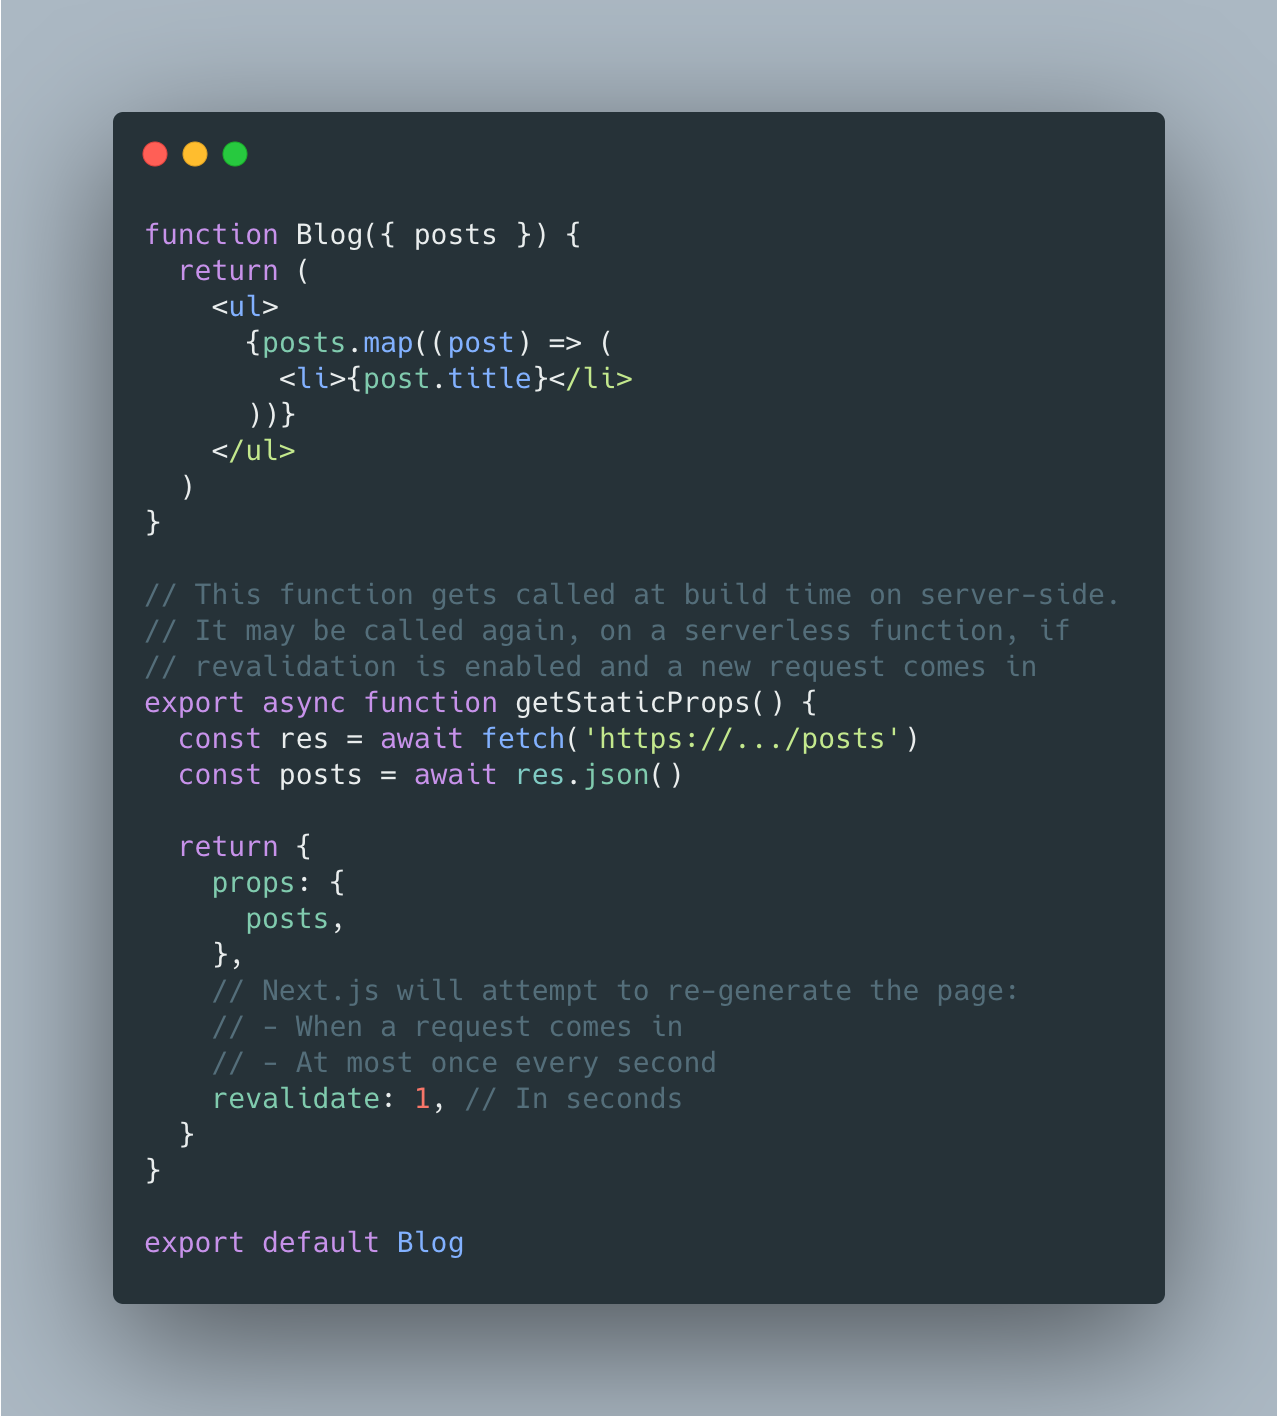 function Blog({ posts }) {
  return (
    <ul>
      {posts.map((post) => (
        <li>{post.title}</li>
      ))}
    </ul>
  )
}

// This function gets called at build time on server-side.
// It may be called again, on a serverless function, if
// revalidation is enabled and a new request comes in
export async function getStaticProps() {
  const res = await fetch('https://.../posts')
  const posts = await res.json()

  return {
    props: {
      posts,
    },
    // Next.js will attempt to re-generate the page:
    // - When a request comes in
    // - At most once every second
    revalidate: 1, // In seconds
  }
}

export default Blog